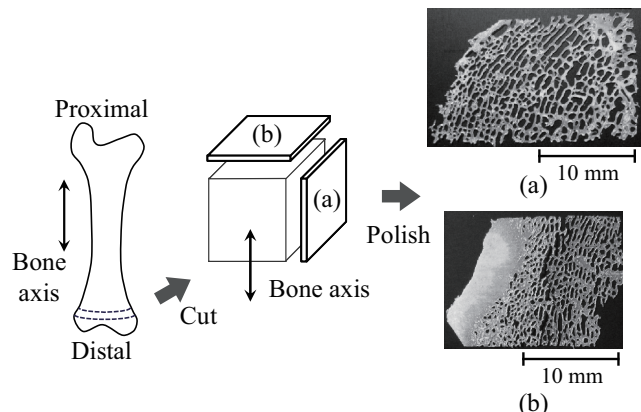 Proximal
Bone
axis
Distal
Cut
(b)
(a)
Bone axis
Polish
10 mm
(a)
10 mm
(b)